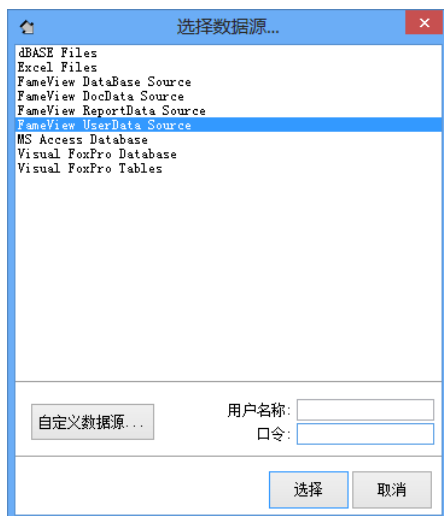 选择数据源...
dBASE Files
Excel Files
FameView DataBase Source
FameView DocData Source
FameView ReportData Source
FameView UserData Source
MS Access Database
Visual FoxPro Database
Visual FoxPro Tables
自定义数据源...
用户名称:
口令:
选择 取消